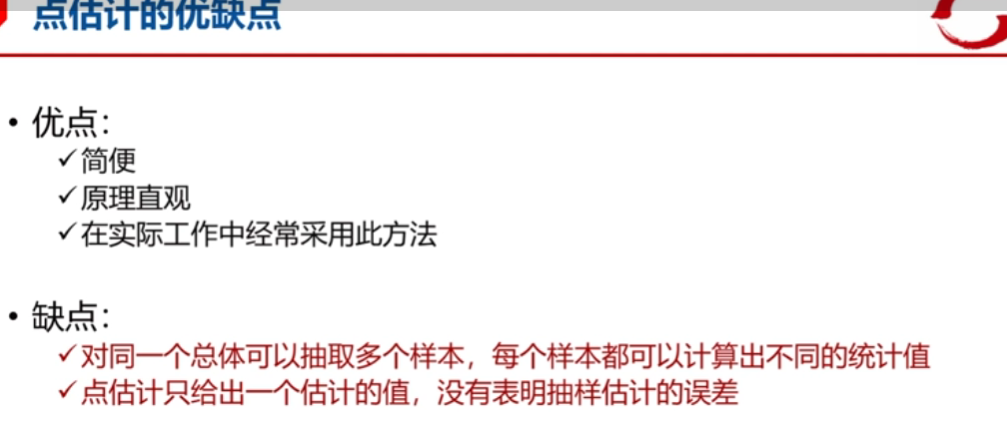 点估计的优缺点
• 优点：
✓简便
✓原理直观
✓在实际工作中经常采用此方法
• 缺点：
✓对同一个总体可以抽取多个样本，每个样本都可以计算出不同的统计值
✓点估计只给出一个估计的值，没有表明抽样估计的误差